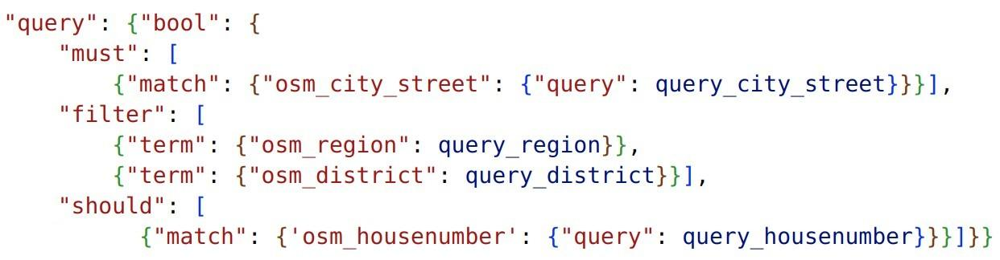 "query": {"bool": {
"must": [
{"match": {"osm_city_street": {"query": query_city_street}}}],
"filter": [
{"term": {"osm_region": query_region}},
{"term": {"osm_district": query_district}}],
"should": [
{"match": {'osm_housenumber': {"query": query_housenumber}}}]}}